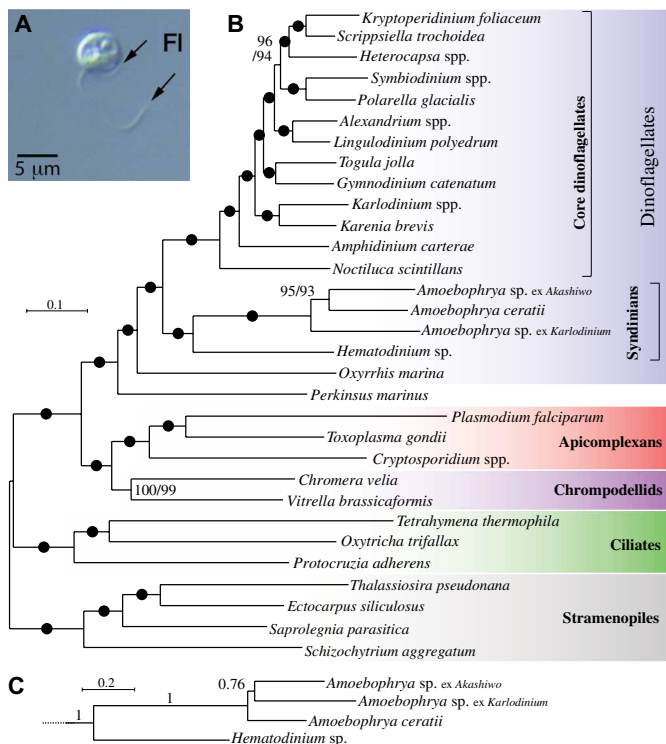 A
Fl
5 µm
B
96
/94
Kryptoperidinium foliaceum
Scrippsiella trochoidea
Heterocapsa spp.
Symbiodinium spp.
Polarella glacialis
Alexandrium spp.
Lingulodinium polyedrum
Togula jolla
Gymnodinium catenatum
Karlodinium spp.
Karenia brevis
Amphidinium carterae
Noctiluca scintillans
Core dinoflagellates
Dinoflagellates
0.1
95/93
Amoebophrya sp. ex Akashiwo
Amoebophrya ceratii
Amoebophrya sp. ex Karlodinium
Hematodinium sp.
Syndinians
Oxyrrhis marina
Perkinsus marinus
Plasmodium falciparum
Toxoplasma gondii
Cryptosporidium spp.
Apicomplexans
Chromera velia
100/99
Vitrella brassicaformis
Chrompodellids
Tetrahymena thermophila
Oxytricha trifallax
Protocruzia adherens
Ciliates
Thalassiosira pseudonana
Ectocarpus siliculosus
Saprolegnia parasitica
Schizochytrium aggregatum
Stramenopiles
C
0.2
1
1
0.76
Amoebophrya sp. ex Akashiwo
Amoebophrya sp. ex Karlodinium
Amoebophrya ceratii
Hematodinium sp.